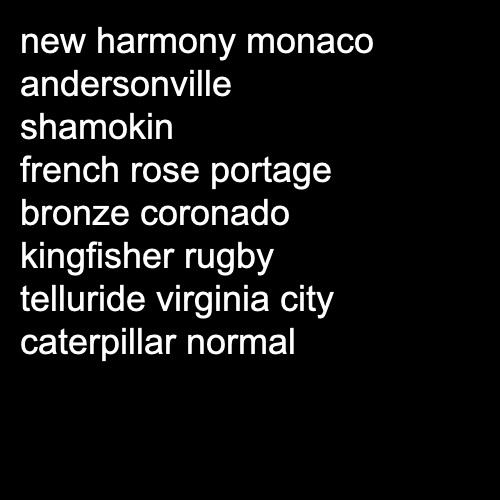 new harmony monaco
andersonville
shamokin
french rose portage
bronze coronado
kingfisher rugby
telluride virginia city
caterpillar normal